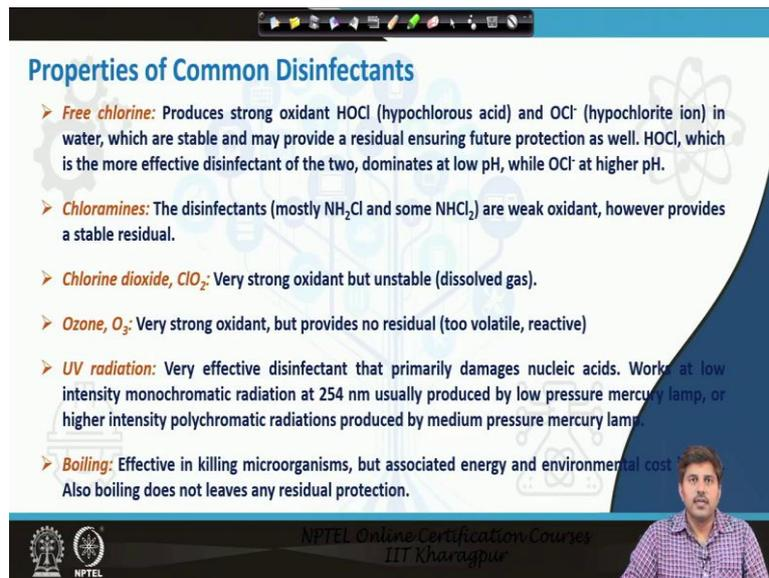 Properties of Common Disinfectants
➢ Free chlorine: Produces strong oxidant HOCl (hypochlorous acid) and OCl⁻ (hypochlorite ion) in
water, which are stable and may provide a residual ensuring future protection as well. HOCl, which
is the more effective disinfectant of the two, dominates at low pH, while OCl⁻ at higher pH.
➢ Chloramines: The disinfectants (mostly NH₂Cl and some NHCl₂) are weak oxidant, however provides
a stable residual.
➢ Chlorine dioxide, ClO₂: Very strong oxidant but unstable (dissolved gas).
➢ Ozone, O₃: Very strong oxidant, but provides no residual (too volatile, reactive)
➢ UV radiation: Very effective disinfectant that primarily damages nucleic acids. Works at low
intensity monochromatic radiation at 254 nm usually produced by low pressure mercury lamp, or
higher intensity polychromatic radiations produced by medium pressure mercury lamp.
➢ Boiling: Effective in killing microorganisms, but associated energy and environmental cost
Also boiling does not leaves any residual protection.
NPTEL Online Certification Courses
IIT Kharagpur
NPTEL